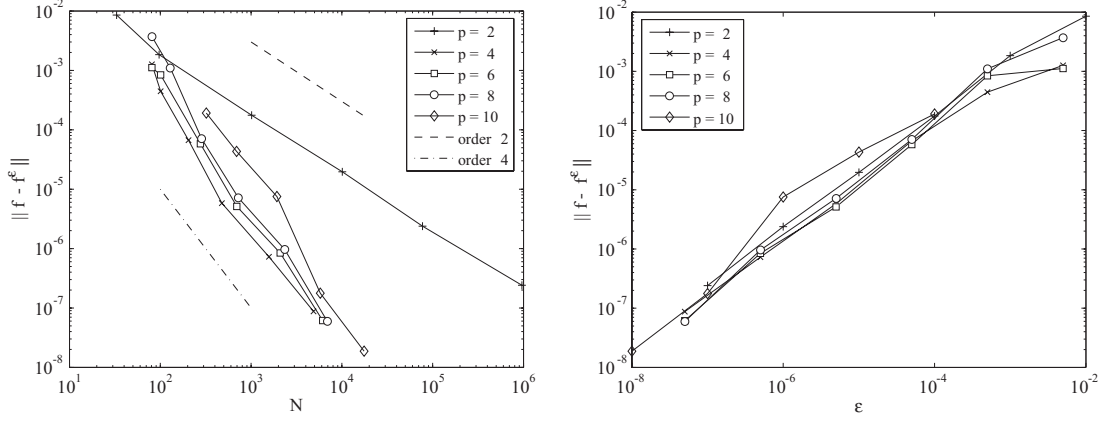 10^-2
10^-3
10^-4
10^-5
10^-6
10^-7
10^-8
|| f - f^ε ||
10^1
10^2
10^3
10^4
10^5
10^6
N
p = 2
p = 4
p = 6
p = 8
p = 10
order 2
order 4
10^-2
10^-3
10^-4
10^-5
10^-6
10^-7
10^-8
|| f - f^ε ||
10^-8
10^-6
10^-4
10^-2
ε
p = 2
p = 4
p = 6
p = 8
p = 10